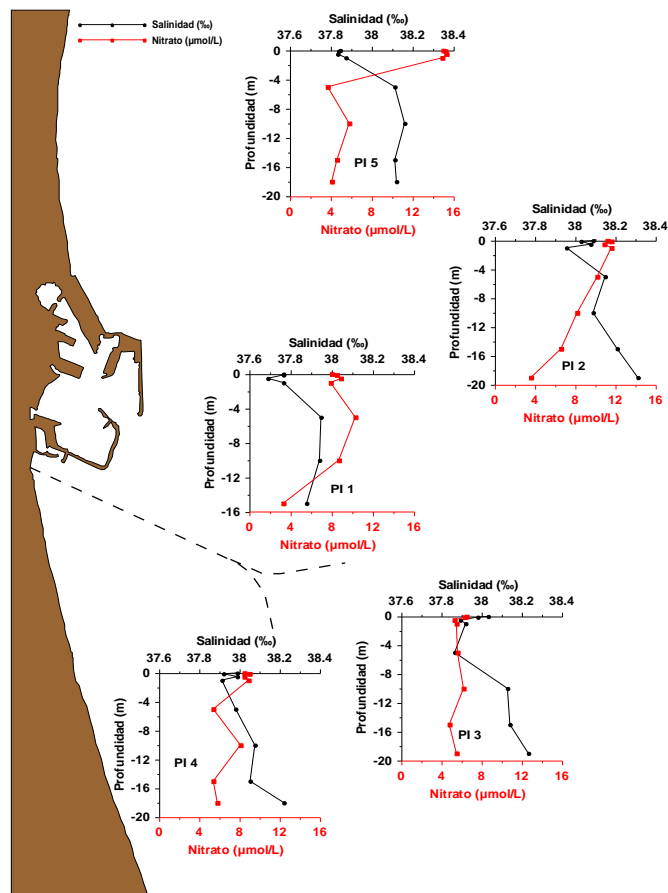 Salinidad (‰)
Nitrato (µmol/L)
Salinidad (‰)
37.6 37.8 38 38.2 38.4
Profundidad (m)
0
-4
-8
-12
-16
-20
PI 5
0 4 8 12 16
Nitrato (µmol/L)
Salinidad (‰)
37.6 37.8 38 38.2 38.4
Profundidad (m)
0
-4
-8
-12
-16
-20
PI 2
0 4 8 12 16
Nitrato (µmol/L)
Salinidad (‰)
37.6 37.8 38 38.2 38.4
Profundidad (m)
0
-4
-8
-12
-16
PI 1
0 4 8 12 16
Nitrato (µmol/L)
Salinidad (‰)
37.6 37.8 38 38.2 38.4
Profundidad (m)
0
-4
-8
-12
-16
-20
PI 3
0 4 8 12 16
Nitrato (µmol/L)
Salinidad (‰)
37.6 37.8 38 38.2 38.4
Profundidad (m)
0
-4
-8
-12
-16
-20
PI 4
0 4 8 12 16
Nitrato (µmol/L)